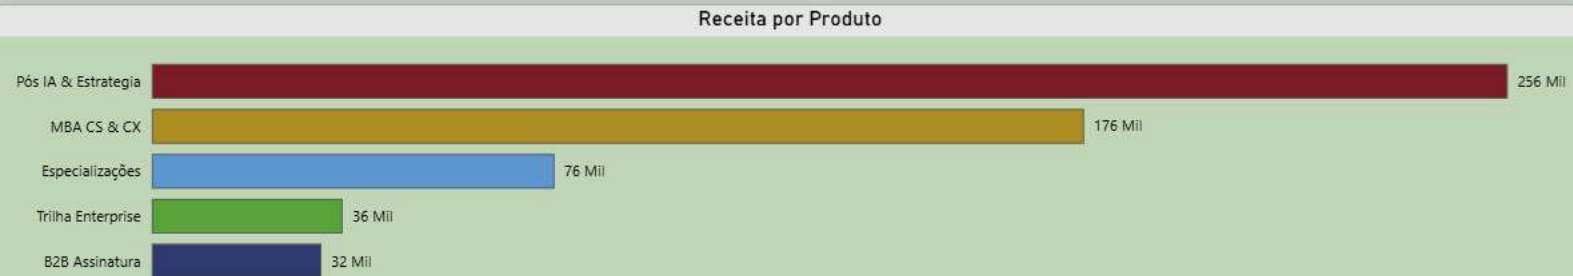 Receita por Produto
Pós IA & Estrategia 256 Mil
MBA CS & CX 176 Mil
Especializações 76 Mil
Trilha Enterprise 36 Mil
B2B Assinatura 32 Mil